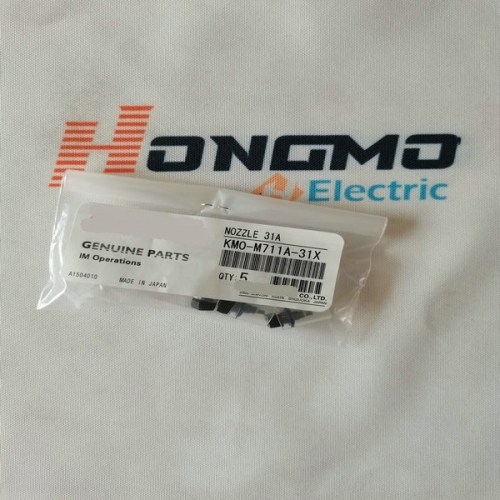 HONGMO
Electric
NOZZLE 31A
KMO-M711A-31X
GENUINE PARTS
IM Operations
QTY: 5
A1504010 MADE IN JAPAN
CO.,LTD.